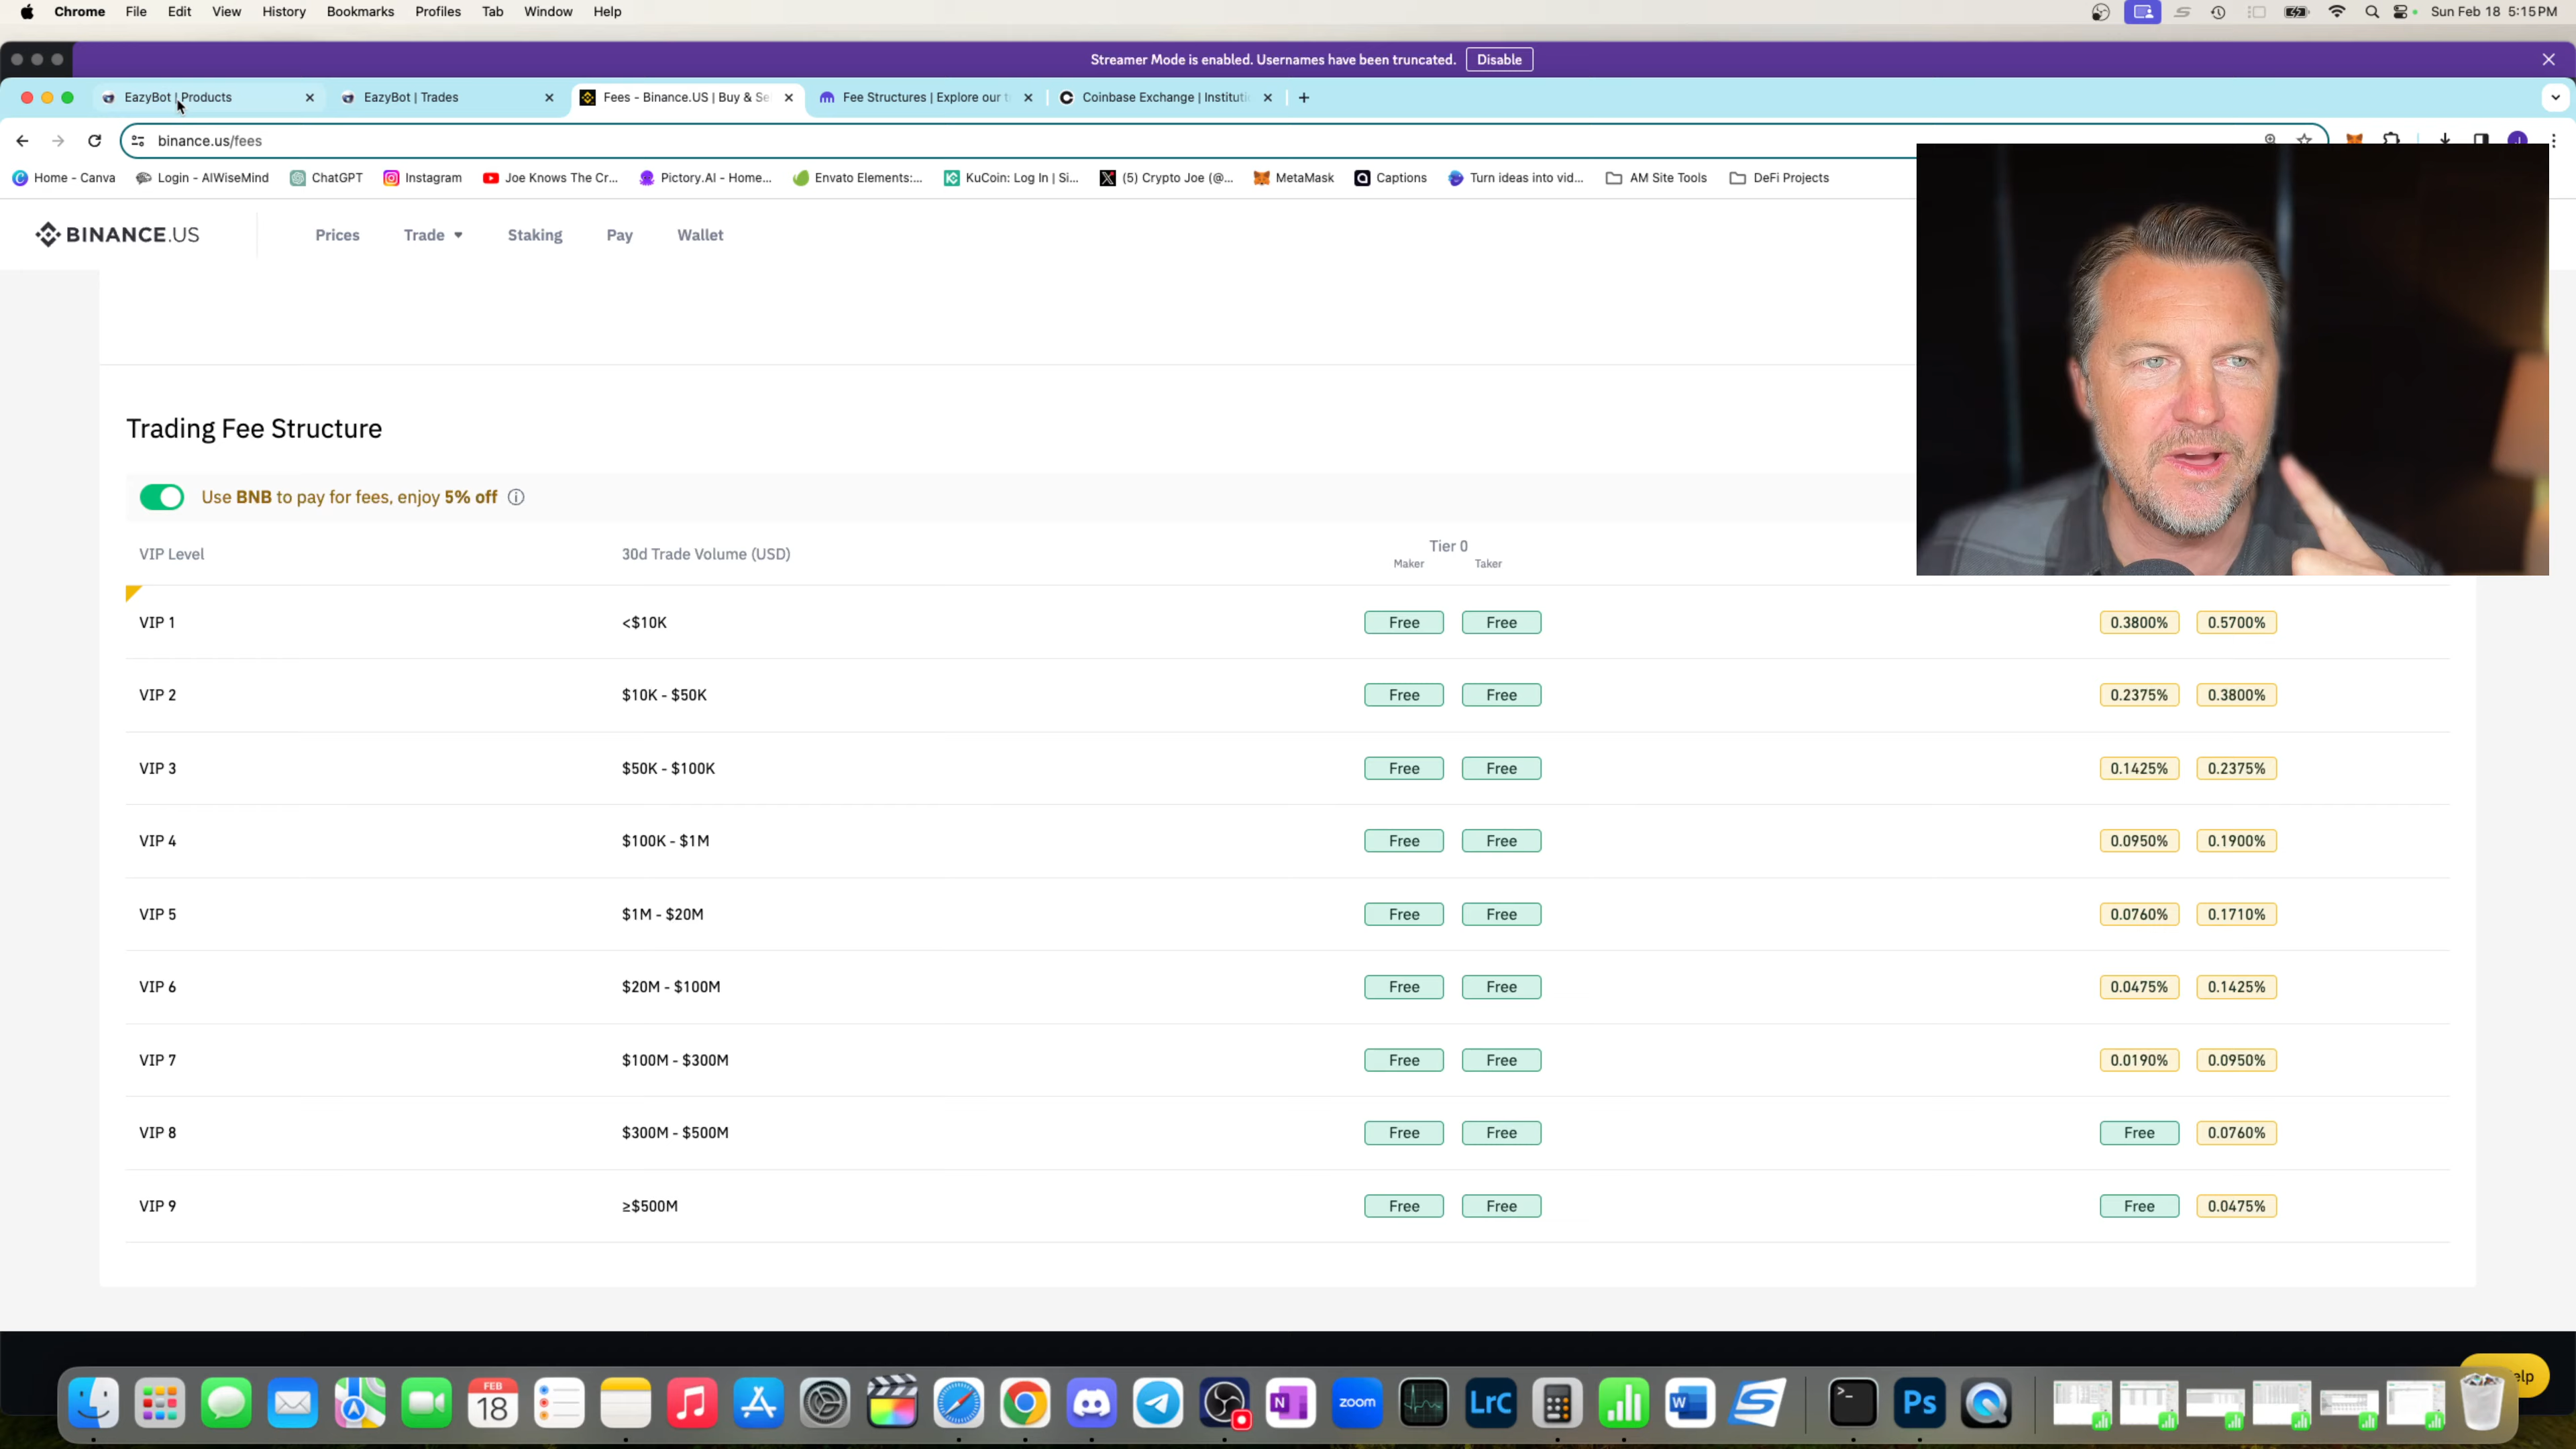 Chrome File Edit View History Bookmarks Profiles Tab Window Help Sun Feb 18 5:15 PM
Streamer Mode is enabled. Usernames have been truncated. Disable
EazyBot | Products EazyBot | Trades Fees - Binance.US | Buy & Se Fee Structures | Explore our t Coinbase Exchange | Instituti
binance.us/fees
Home - Canva Login - AIWiseMind ChatGPT Instagram Joe Knows The Cr... Pictory.AI - Home... Envato Elements:... KuCoin: Log In | Si... (5) Crypto Joe (@... MetaMask Captions Turn ideas into vid... AM Site Tools DeFi Projects
BINANCE.US Prices Trade Staking Pay Wallet
Trading Fee Structure
Use BNB to pay for fees, enjoy 5% off
VIP Level 30d Trade Volume (USD) Tier 0
Maker Taker
VIP 1 <$10K Free Free 0.3800% 0.5700%
VIP 2 $10K - $50K Free Free 0.2375% 0.3800%
VIP 3 $50K - $100K Free Free 0.1425% 0.2375%
VIP 4 $100K - $1M Free Free 0.0950% 0.1900%
VIP 5 $1M - $20M Free Free 0.0760% 0.1710%
VIP 6 $20M - $100M Free Free 0.0475% 0.1425%
VIP 7 $100M - $300M Free Free 0.0190% 0.0950%
VIP 8 $300M - $500M Free Free Free 0.0760%
VIP 9 ≥$500M Free Free Free 0.0475%
FEB
18
N
zoom
LrC
W
Ps